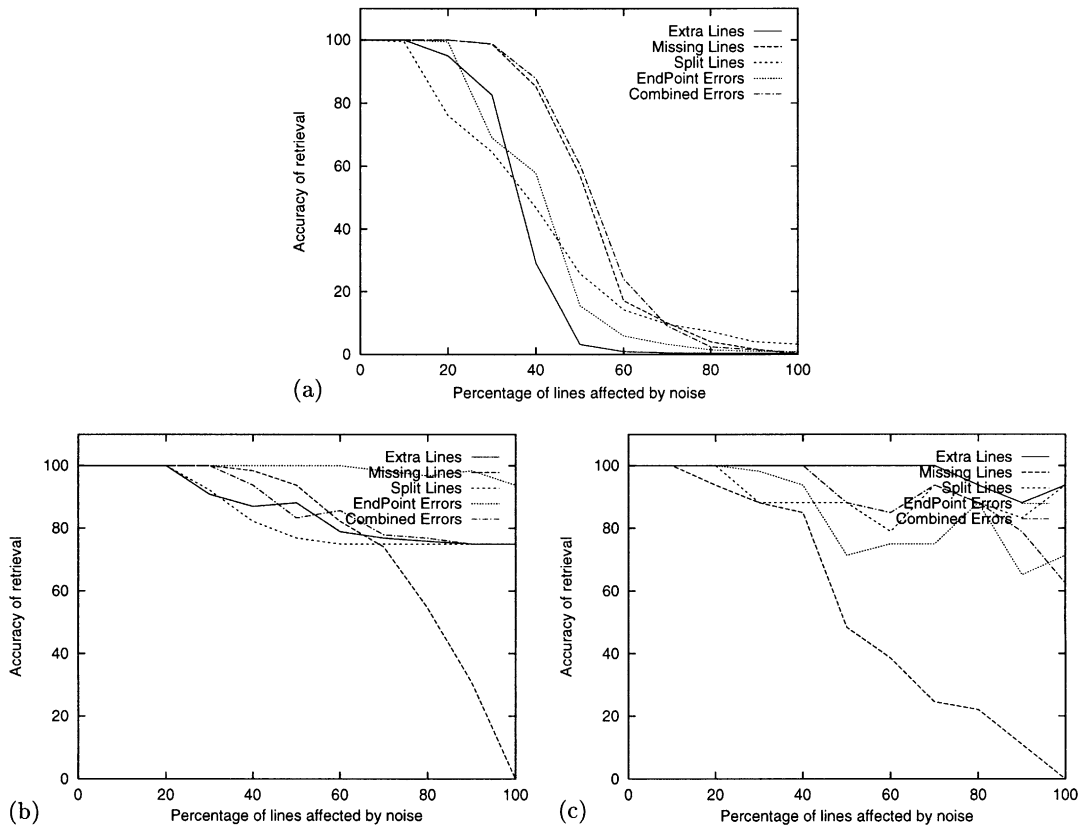 Extra Lines
Missing Lines
Split Lines
EndPoint Errors
Combined Errors
100
80
60
40
20
0
Accuracy of retrieval
0 20 40 60 80 100
Percentage of lines affected by noise
(a)
Extra Lines
Missing Lines
Split Lines
EndPoint Errors
Combined Errors
100
80
60
40
20
0
Accuracy of retrieval
0 20 40 60 80 100
Percentage of lines affected by noise
(b)
Extra Lines
Missing Lines
Split Lines
EndPoint Errors
Combined Errors
100
80
60
40
20
0
Accuracy of retrieval
0 20 40 60 80 100
Percentage of lines affected by noise
(c)